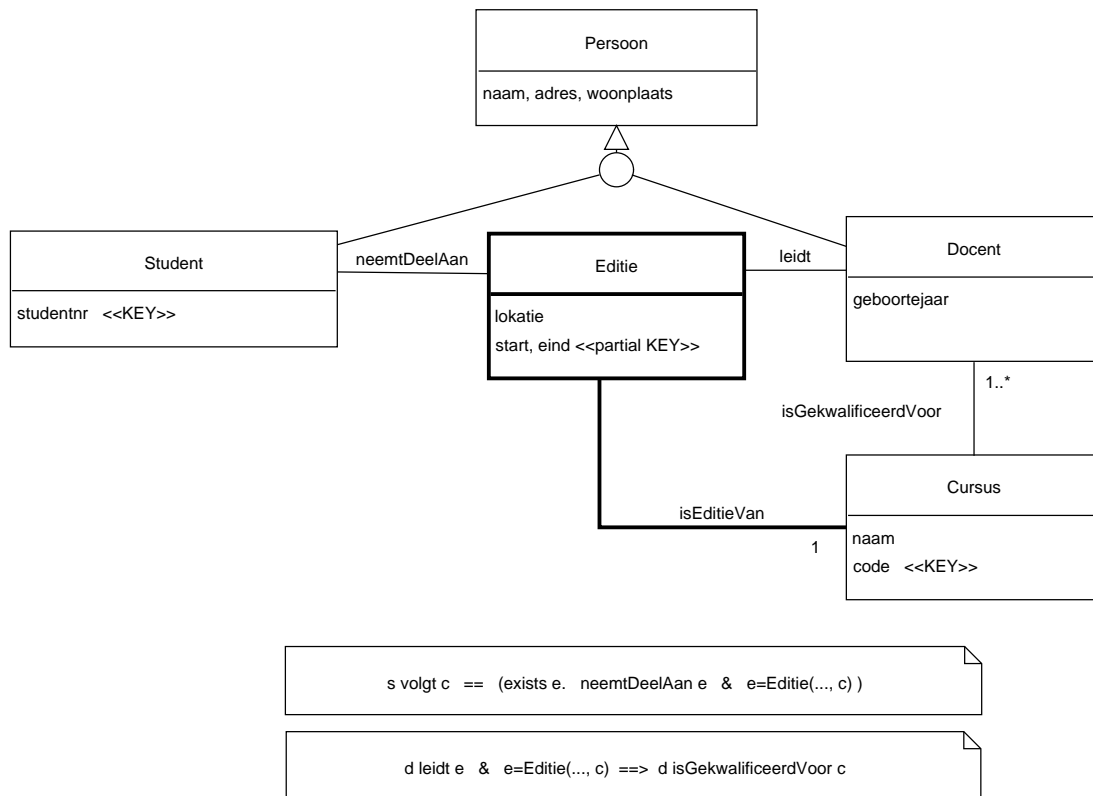 Persoon
naam, adres, woonplaats
Student
studentnr <<KEY>>
neemtDeelAan
Editie
lokatie
start, eind <<partial KEY>>
leidt
Docent
geboortejaar
1..*
isGekwalificeerdVoor
isEditieVan
1
Cursus
naam
code <<KEY>>
s volgt c == (exists e. neemtDeelAan e & e=Editie(..., c) )
d leidt e & e=Editie(..., c) ==> d isGekwalificeerdVoor c